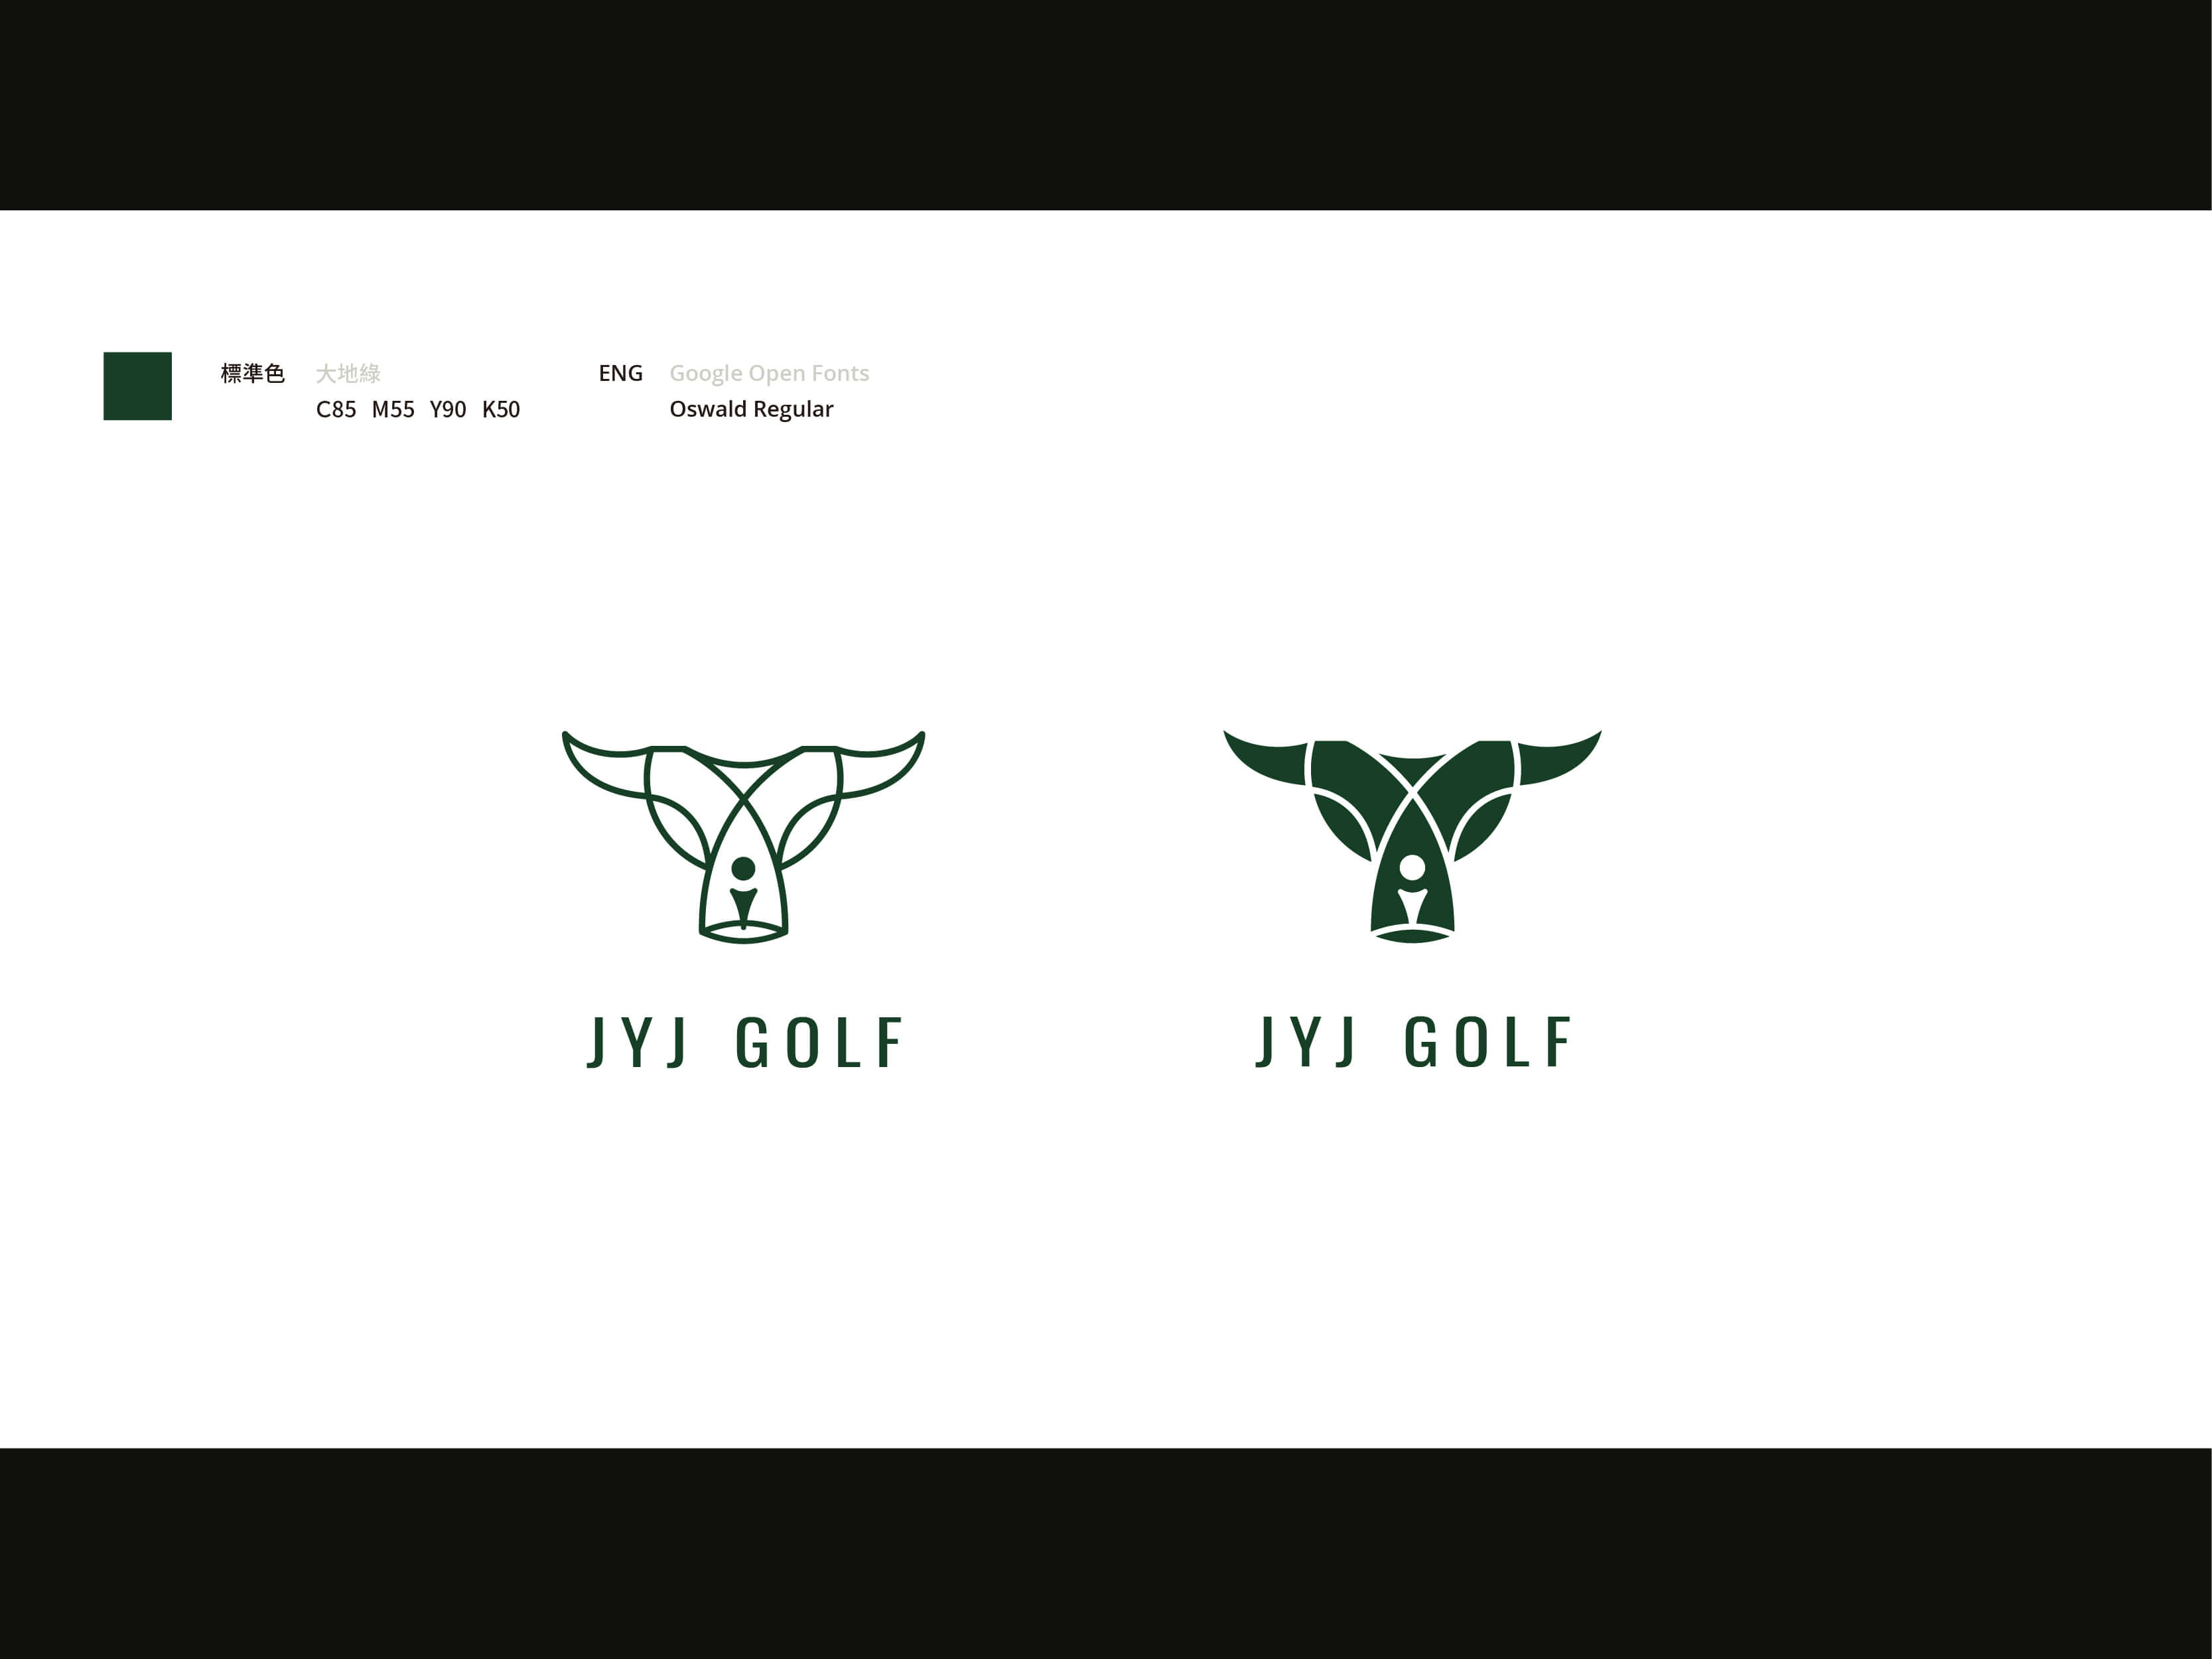 標準色 大地綠 ENG Google Open Fonts
C85 M55 Y90 K50 Oswald Regular
JYJ GOLF JYJ GOLF